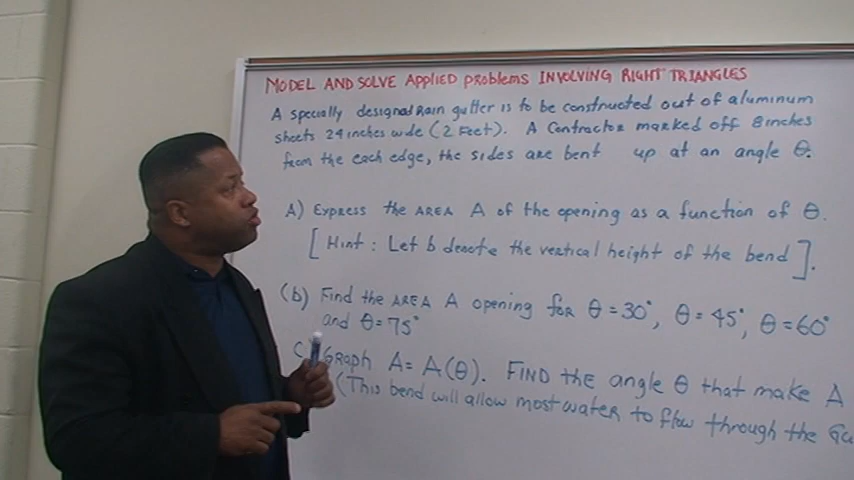 MODEL AND SOLVE APPlied PRoblems INVOLVING RIGHT TRIANGLES
A specially designed Rain gutter is to be constructed out of aluminum
sheets 24 inches wide (2 Feet). A Contractor marked off 8 inches
from the each edge, the sides are bent up at an angle θ.
A) Express the AREA A of the opening as a function of θ.
[Hint: Let b denote the vertical height of the bend].
(b) Find the AREA A opening for θ = 30°, θ = 45°, θ = 60°
and θ = 75°
C) Graph A = A(θ). FIND the angle θ that make A
(This bend will allow most water to flow through the